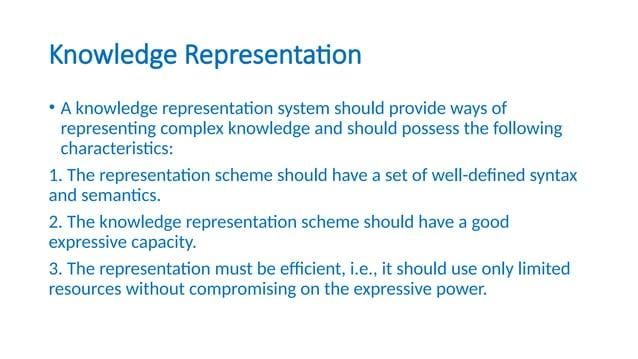 Knowledge Representation
• A knowledge representation system should provide ways of
representing complex knowledge and should possess the following
characteristics:
1. The representation scheme should have a set of well-defined syntax
and semantics.
2. The knowledge representation scheme should have a good
expressive capacity.
3. The representation must be efficient, i.e., it should use only limited
resources without compromising on the expressive power.